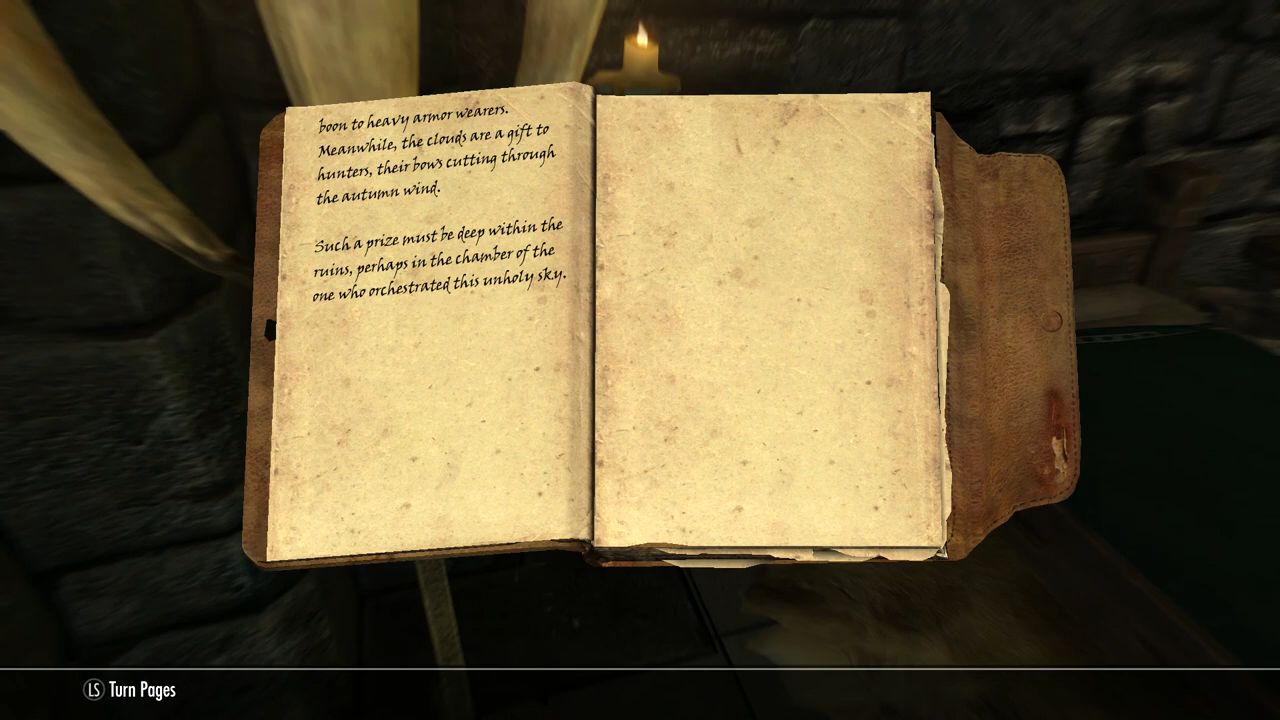 boon to heavy armor wearers.
Meanwhile, the clouds are a gift to
hunters, their bows cutting through
the autumn wind.
Such a prize must be deep within the
ruins, perhaps in the chamber of the
one who orchestrated this unholy sky.
LS Turn Pages